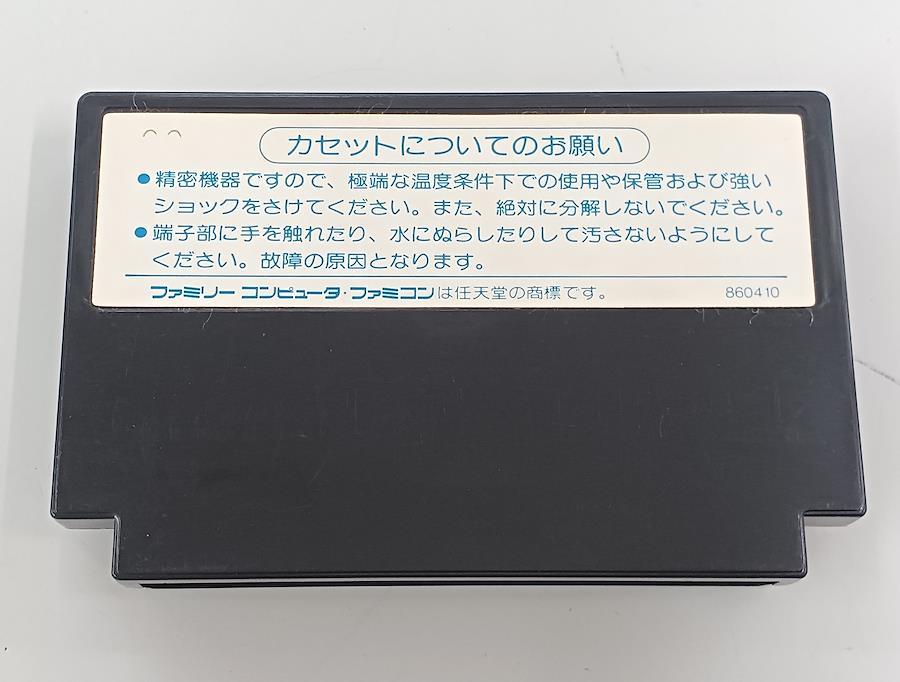 カセットについてのお願い
●精密機器ですので、極端な温度条件下での使用や保管および強い
ショックをさけてください。また、絶対に分解しないでください。
●端子部に手を触れたり、水にぬらしたりして汚さないようにして
ください。故障の原因となります。
ファミリーコンピュータ・ファミコンは任天堂の商標です。 860410